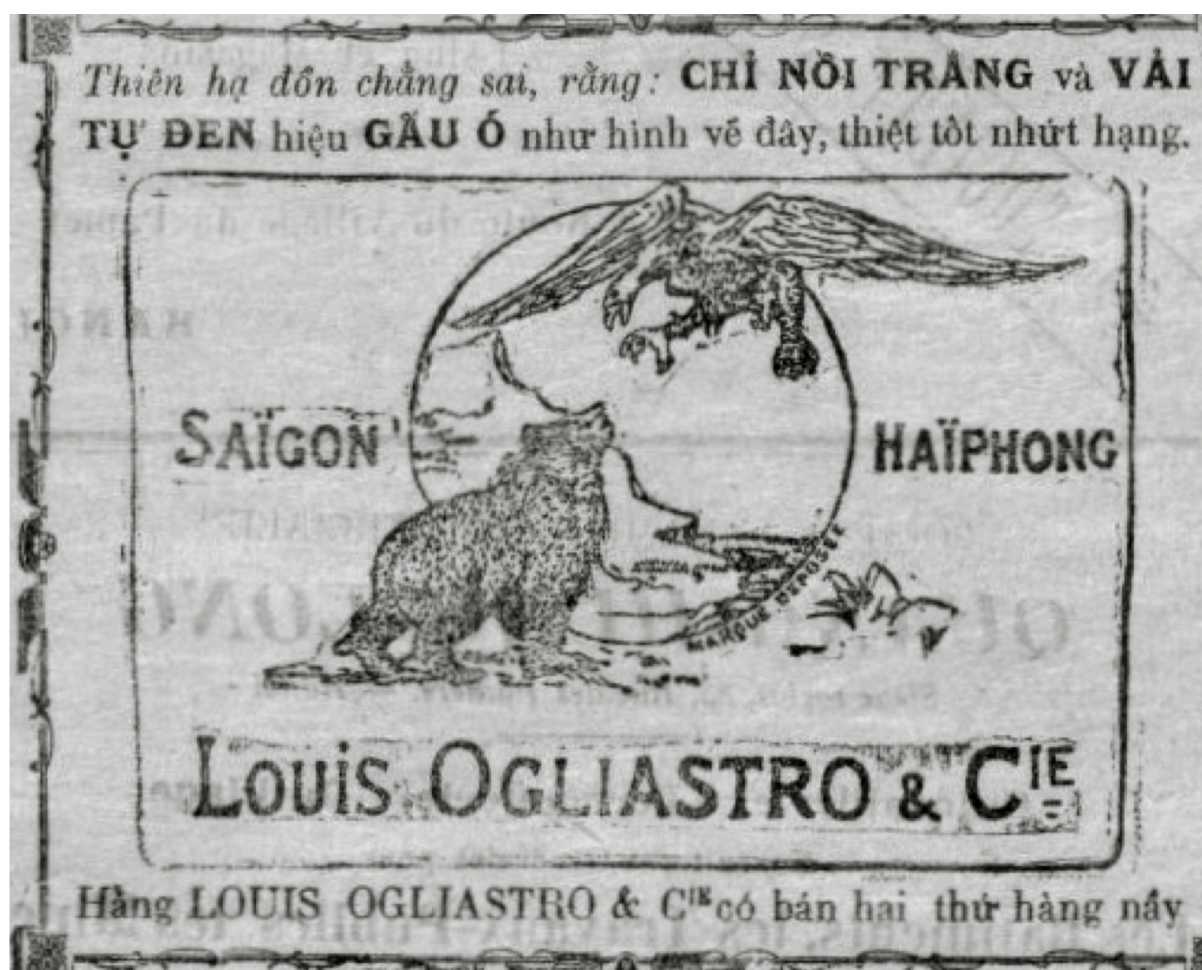 Thiên hạ đồn chẳng sai, rằng: CHỈ NỒI TRẮNG và VẢI
TỰ ĐEN hiệu GẤU Ó như hình vẽ đây, thiệt tốt nhứt hạng.
SAÏGON
HAÏPHONG
MARQUE DÉPOSÉE
LOUIS OGLIASTRO & CIE
Hãng LOUIS OGLIASTRO & CIE có bán hai thứ hàng nầy